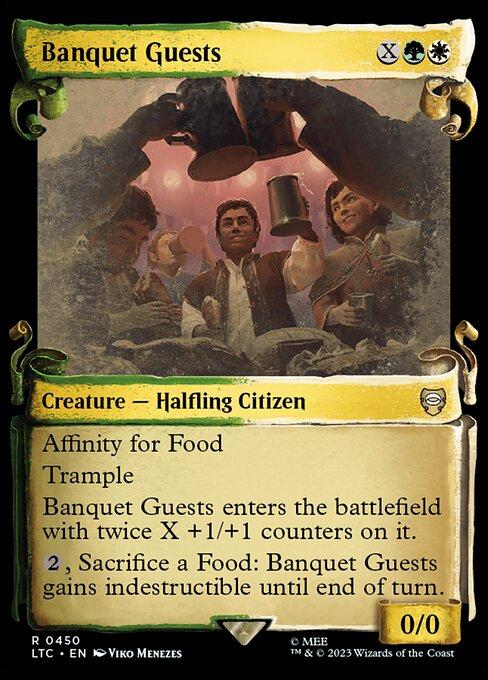 Banquet Guests X
Creature — Halfling Citizen
Affinity for Food
Trample
Banquet Guests enters the battlefield
with twice X +1/+1 counters on it.
2, Sacrifice a Food: Banquet Guests
gains indestructible until end of turn.
0/0
R 0450
LTC • EN Viko Menezes
© MEE
™ & © 2023 Wizards of the Coast